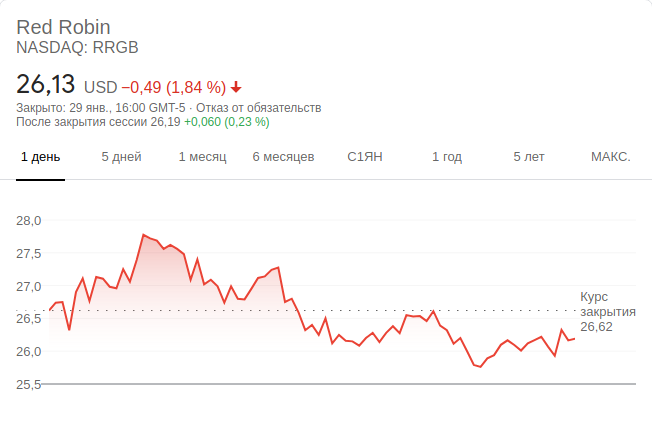 Red Robin
NASDAQ: RRGB
26,13 USD −0,49 (1,84 %)
Закрыто: 29 янв., 16:00 GMT-5 · Отказ от обязательств
После закрытия сессии 26,19 +0,060 (0,23 %)
1 день 5 дней 1 месяц 6 месяцев С1ЯН 1 год 5 лет МАКС.
28,0
27,5
27,0
26,5
26,0
25,5
Курс
закрытия
26,62